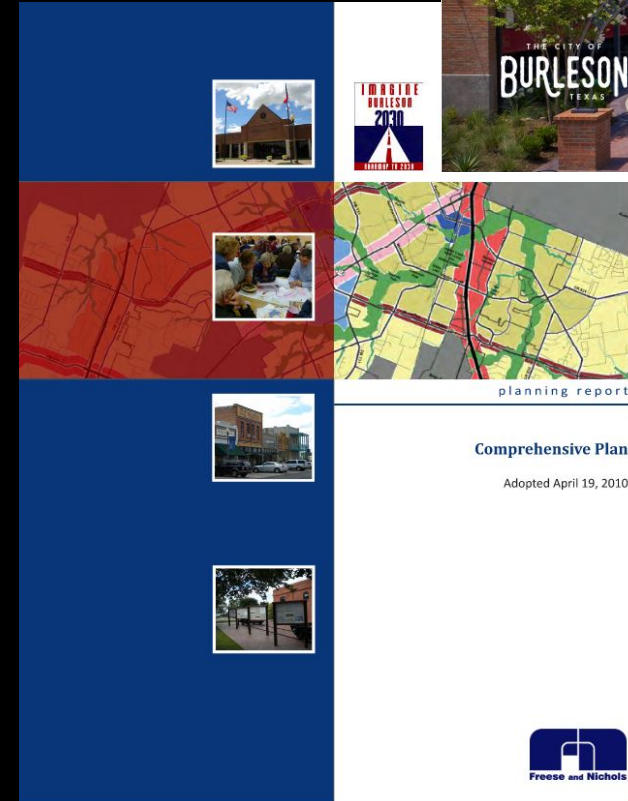 THE CITY OF
BURLESON
TEXAS
IMAGINE
BURLESON
2030
ROADMAP TO 2030
planning report
Comprehensive Plan
Adopted April 19, 2010
Freese and Nichols